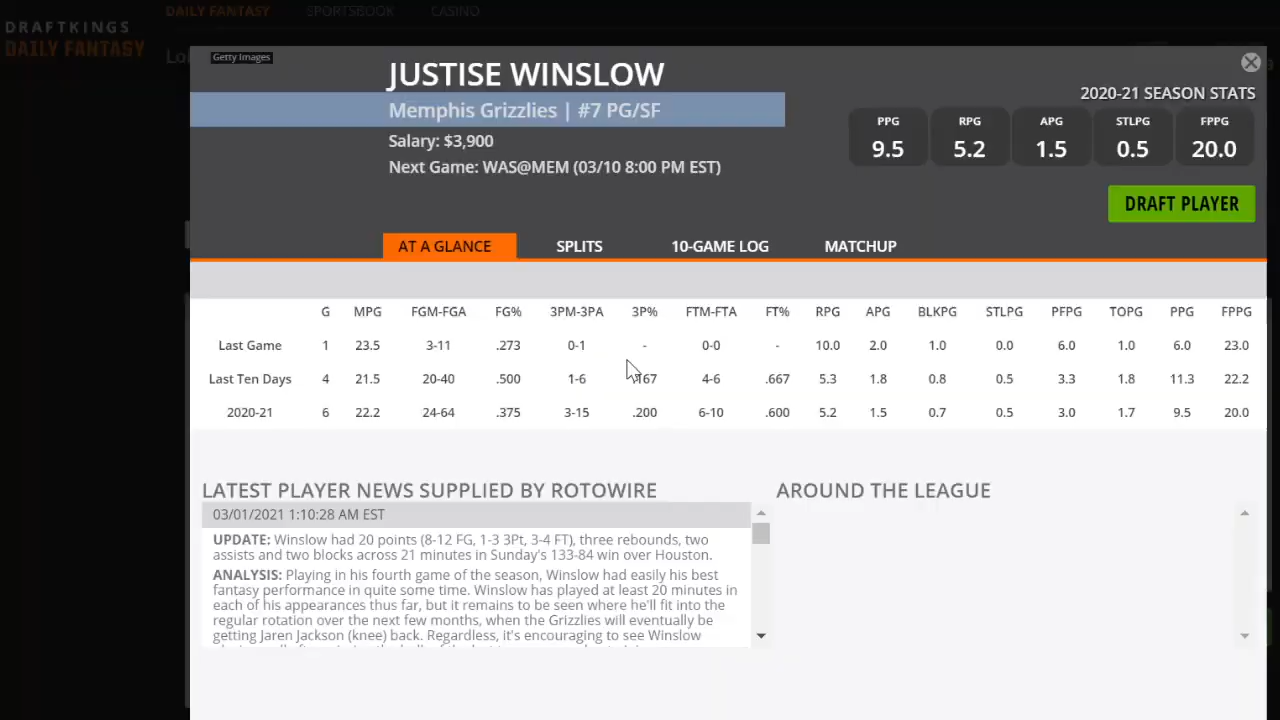 DRAFTKINGS
DAILY FANTASY
DAILY FANTASY SPORTSBOOK CASINO
Getty Images
JUSTISE WINSLOW
Memphis Grizzlies | #7 PG/SF
Salary: $3,900
Next Game: WAS@MEM (03/10 8:00 PM EST)
2020-21 SEASON STATS
PPG RPG APG STLPG FPPG
9.5 5.2 1.5 0.5 20.0
DRAFT PLAYER
AT A GLANCE SPLITS 10-GAME LOG MATCHUP
G MPG FGM-FGA FG% 3PM-3PA 3P% FTM-FTA FT% RPG APG BLKPG STLPG PFPG TOPG PPG FPPG
Last Game 1 23.5 3-11 .273 0-1 - 0-0 - 10.0 2.0 1.0 0.0 6.0 1.0 6.0 23.0
Last Ten Days 4 21.5 20-40 .500 1-6 .167 4-6 .667 5.3 1.8 0.8 0.5 3.3 1.8 11.3 22.2
2020-21 6 22.2 24-64 .375 3-15 .200 6-10 .600 5.2 1.5 0.7 0.5 3.0 1.7 9.5 20.0
LATEST PLAYER NEWS SUPPLIED BY ROTOWIRE
03/01/2021 1:10:28 AM EST
UPDATE: Winslow had 20 points (8-12 FG, 1-3 3Pt, 3-4 FT), three rebounds, two
assists and two blocks across 21 minutes in Sunday's 133-84 win over Houston.
ANALYSIS: Playing in his fourth game of the season, Winslow had easily his best
fantasy performance in quite some time. Winslow has played at least 20 minutes in
each of his appearances thus far, but it remains to be seen where he'll fit into the
regular rotation over the next few months, when the Grizzlies will eventually be
getting Jaren Jackson (knee) back. Regardless, it's encouraging to see Winslow
AROUND THE LEAGUE